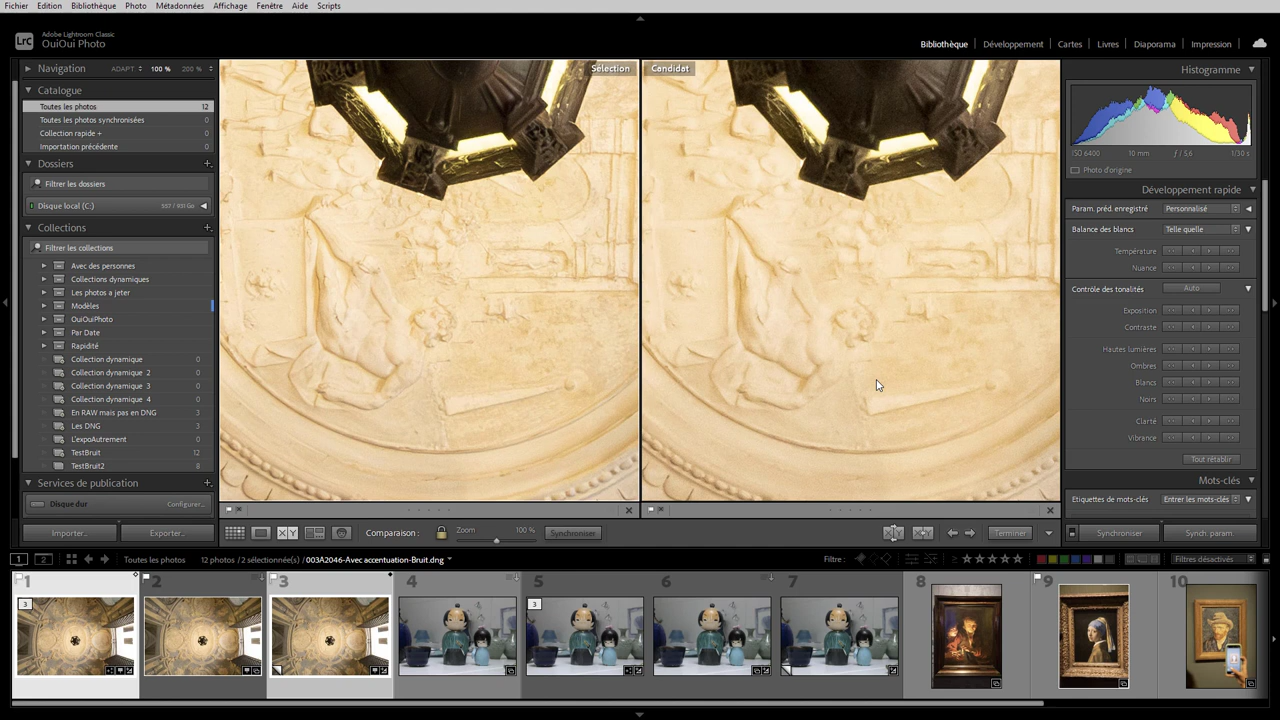 Fichier Edition Bibliothèque Photo Métadonnées Affichage Fenêtre Aide Scripts
Lrc
Adobe Lightroom Classic
OuiOui Photo
Bibliothèque Développement Cartes Livres Diaporama Impression
Navigation ADAPT. 100 % 200 %
Catalogue
Toutes les photos 12
Toutes les photos synchronisées 0
Collection rapide + 0
Importation précédente 0
Dossiers
Filtrer les dossiers
Disque local (C:) 557 / 931 Go
Collections
Filtrer les collections
Avec des personnes
Collections dynamiques
Les photos a jeter
Modèles
OuiOuiPhoto
Par Date
Rapidité
Collection dynamique 0
Collection dynamique 2 0
Collection dynamique 3 0
Collection dynamique 4 0
En RAW mais pas en DNG 3
Les DNG 3
L'expoAutrement 0
TestBruit 12
TestBruit2 8
Services de publication
Disque dur Configurer...
Importer... Exporter...
Sélection Candidat
Comparaison : Zoom 100 % Synchroniser
Terminer
Histogramme
ISO 6400 10 mm ƒ / 5,6 1/30 s
Photo d'origine
Développement rapide
Param. préd. enregistré Personnalisé
Balance des blancs Telle quelle
Température
Nuance
Contrôle des tonalités Auto
Exposition
Contraste
Hautes lumières
Ombres
Blancs
Noirs
Clarté
Vibrance
Tout rétablir
Mots-clés
Etiquettes de mots-clés Entrer les mots-clés
Synchroniser Synch. param.
1 2 Toutes les photos 12 photos / 2 sélectionnée(s) / 003A2046-Avec accentuation-Bruit.dng Filtre : Filtres désactivés
1 2 3 4 5 6 7 8 9 10
3 3